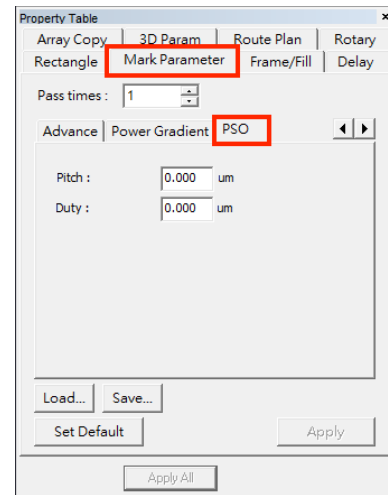 Property Table ×
Array Copy 3D Param Route Plan Rotary
Rectangle Mark Parameter Frame/Fill Delay
Pass times : 1
Advance Power Gradient PSO
Pitch : 0.000 um
Duty : 0.000 um
Load... Save...
Set Default Apply
Apply All